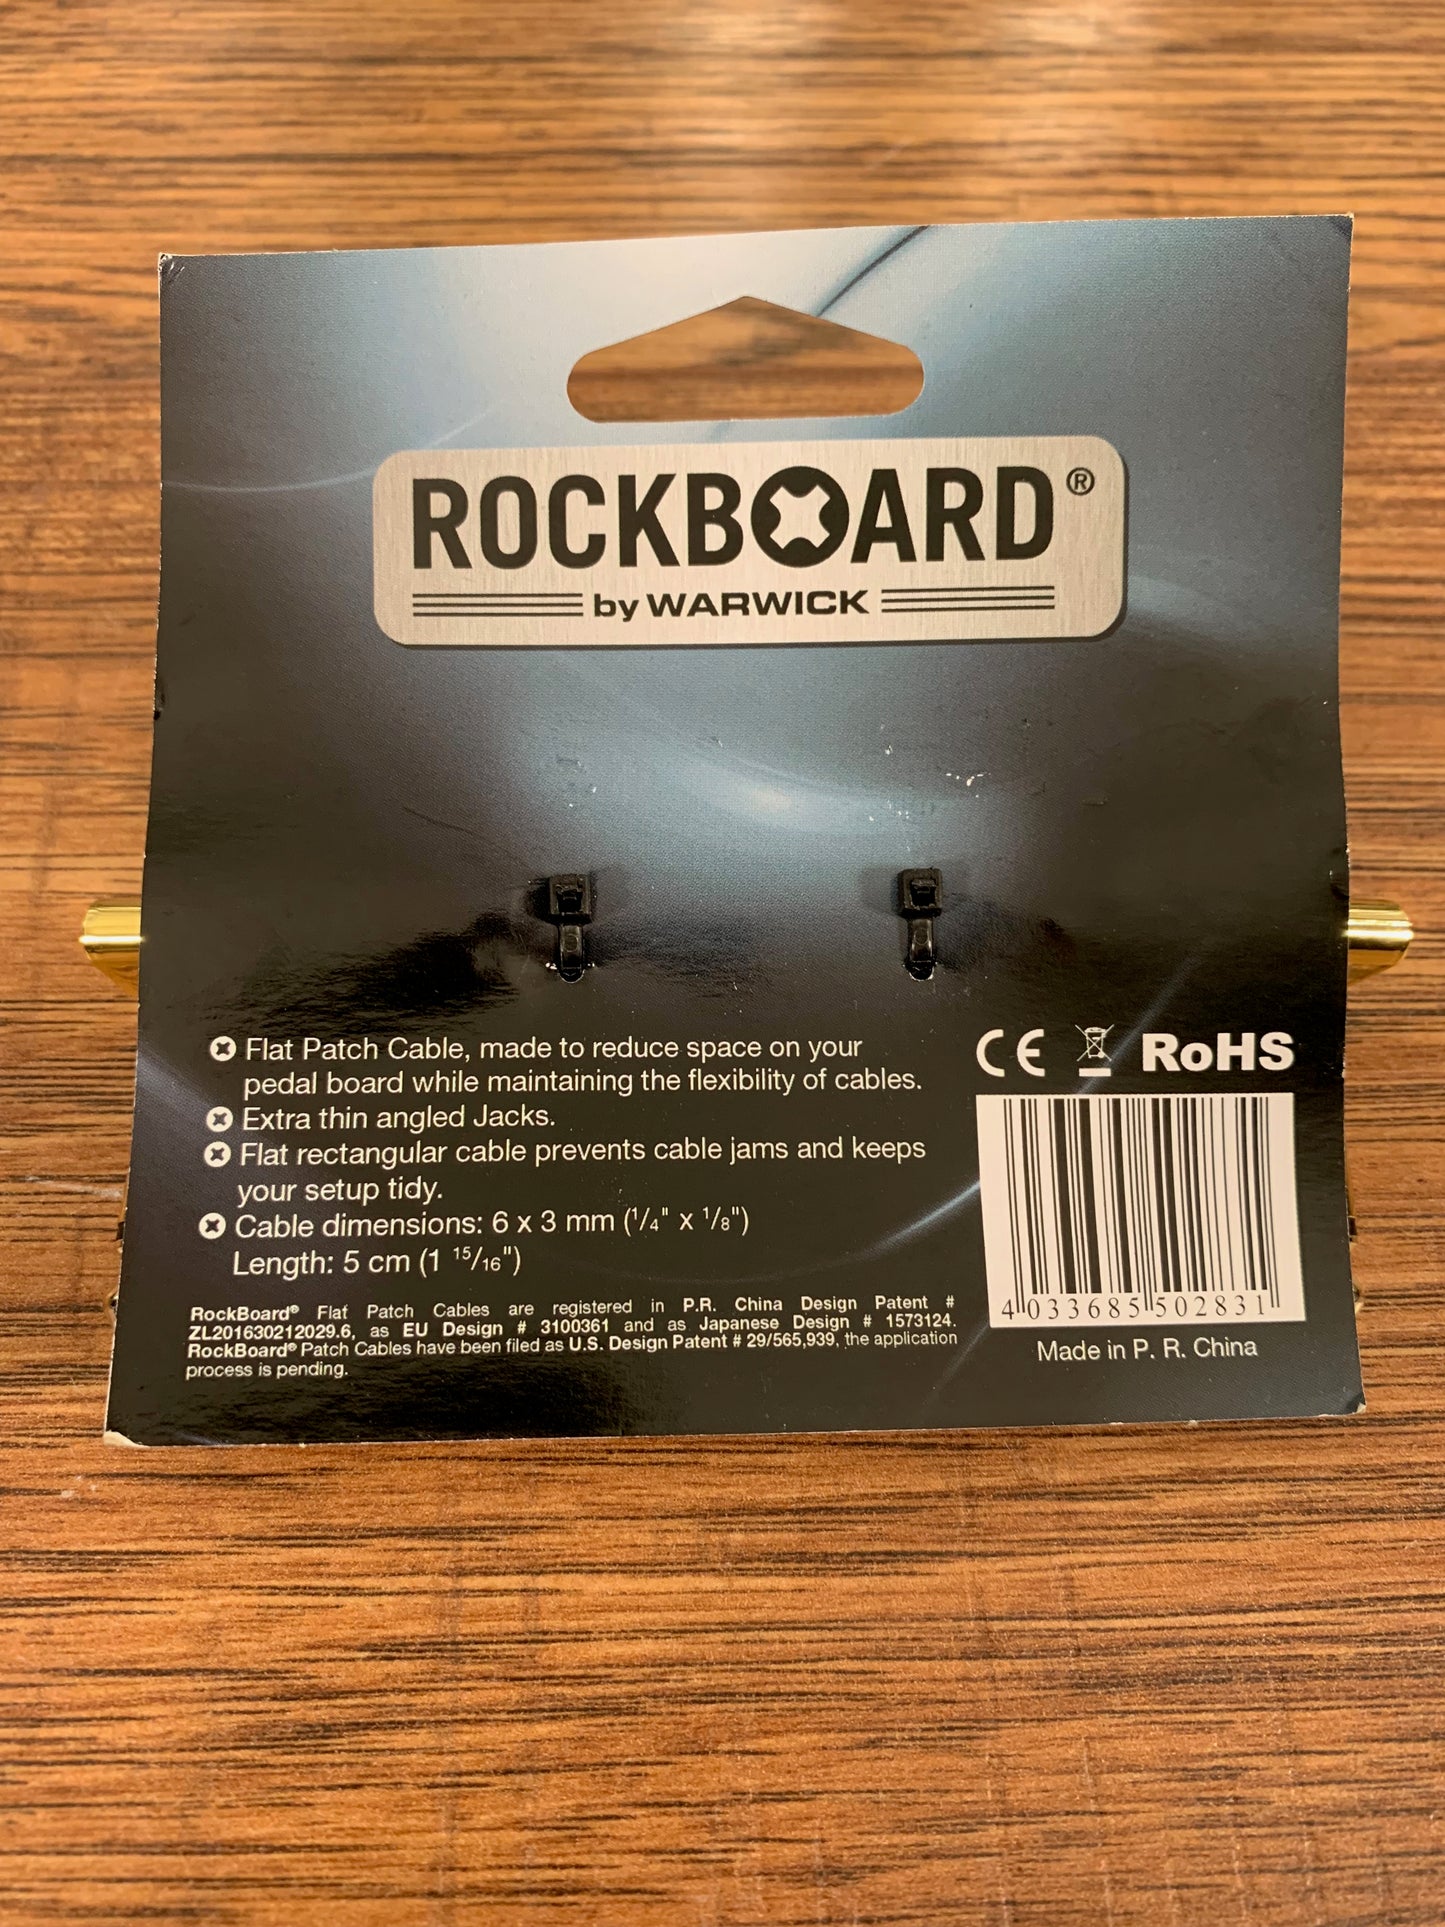 ROCKBOARD®
by WARWICK
Flat Patch Cable, made to reduce space on your
pedal board while maintaining the flexibility of cables.
Extra thin angled Jacks.
Flat rectangular cable prevents cable jams and keeps
your setup tidy.
Cable dimensions: 6 x 3 mm (1/4" x 1/8")
Length: 5 cm (1 15/16")
RockBoard® Flat Patch Cables are registered in P.R. China Design Patent #
ZL201630212029.6, as EU Design # 3100361 and as Japanese Design # 1573124.
RockBoard® Patch Cables have been filed as U.S. Design Patent # 29/565,939, the application
process is pending.
CE RoHS
4 033685 502831
Made in P. R. China